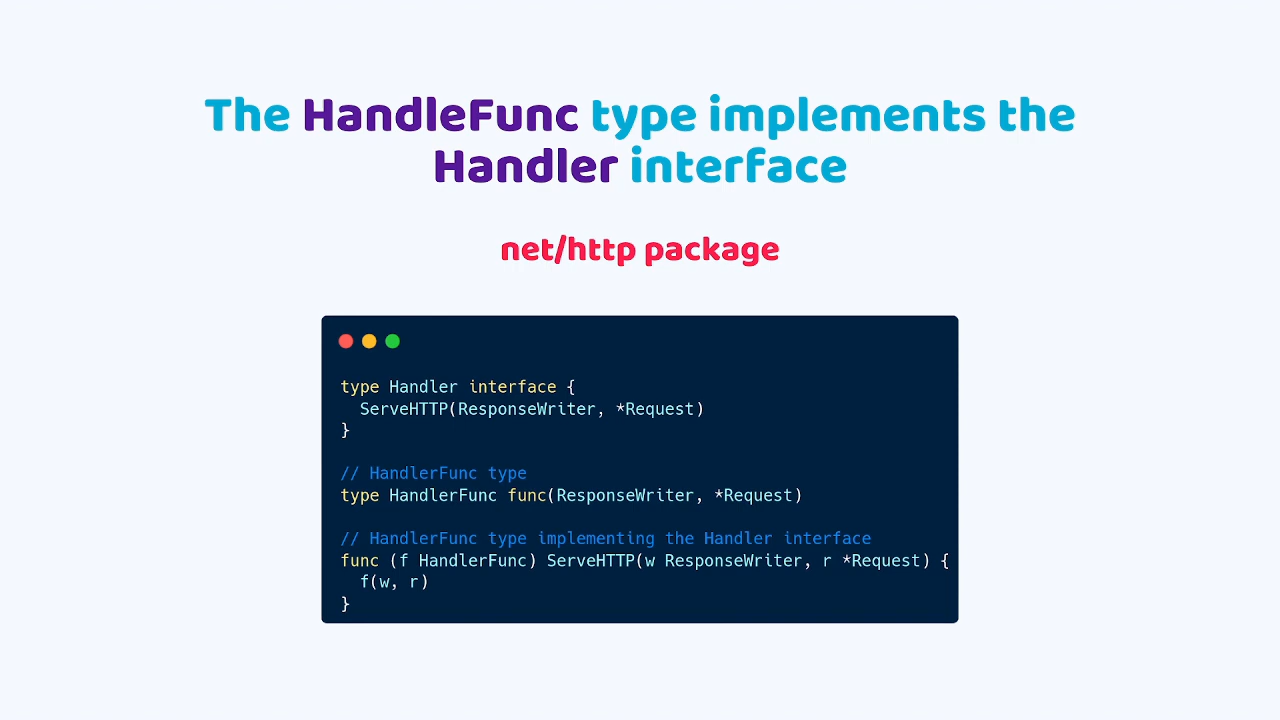 The HandleFunc type implements the
Handler interface
net/http package
type Handler interface {
  ServeHTTP(ResponseWriter, *Request)
}
// HandlerFunc type
type HandlerFunc func(ResponseWriter, *Request)
// HandlerFunc type implementing the Handler interface
func (f HandlerFunc) ServeHTTP(w ResponseWriter, r *Request) {
  f(w, r)
}